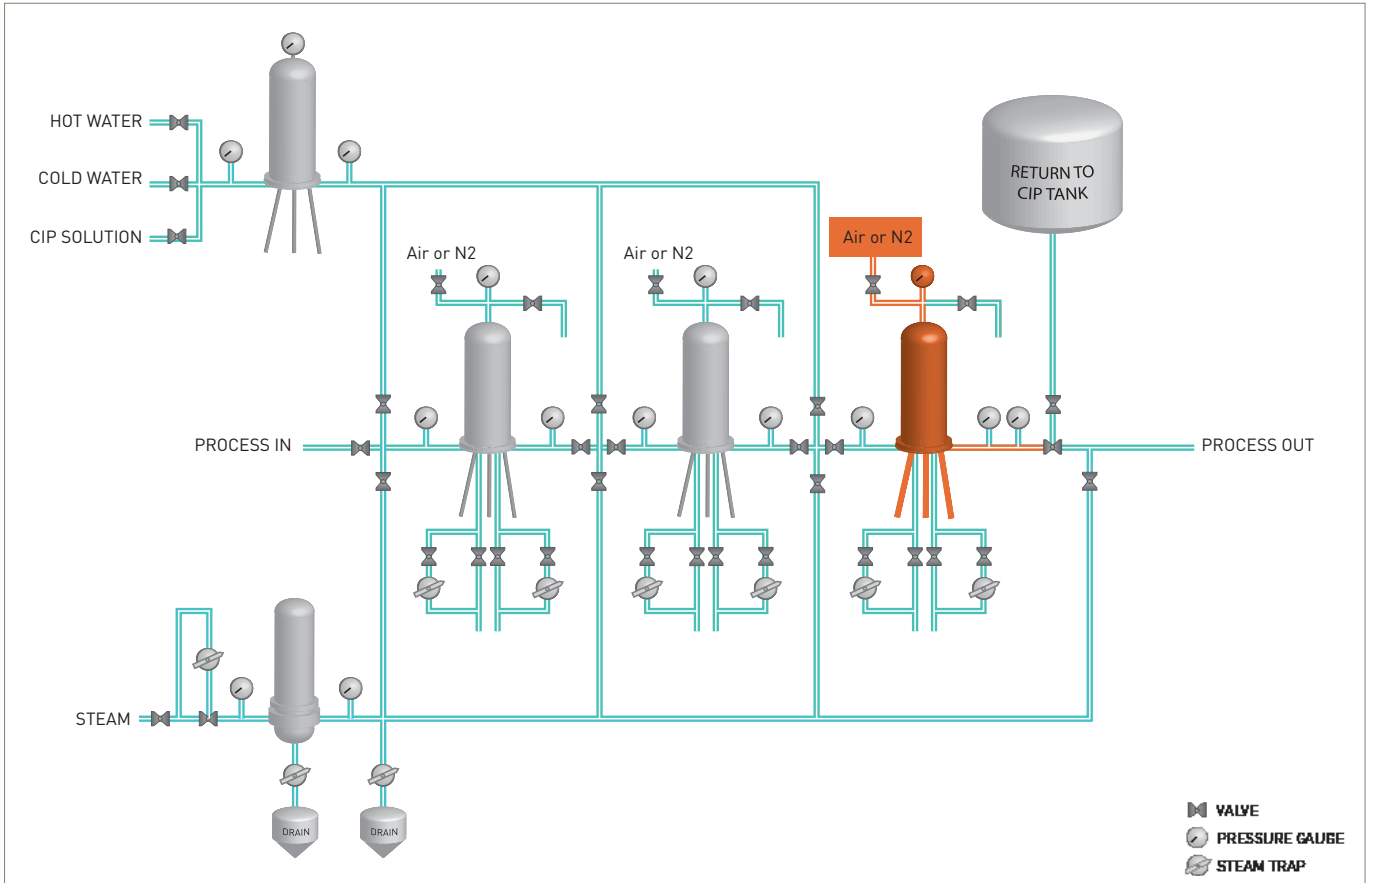 HOT WATER
COLD WATER
CIP SOLUTION
RETURN TO
CIP TANK
Air or N2
Air or N2
Air or N2
PROCESS IN
PROCESS OUT
STEAM
DRAIN
DRAIN
VALVE
PRESSURE GAUGE
STEAM TRAP